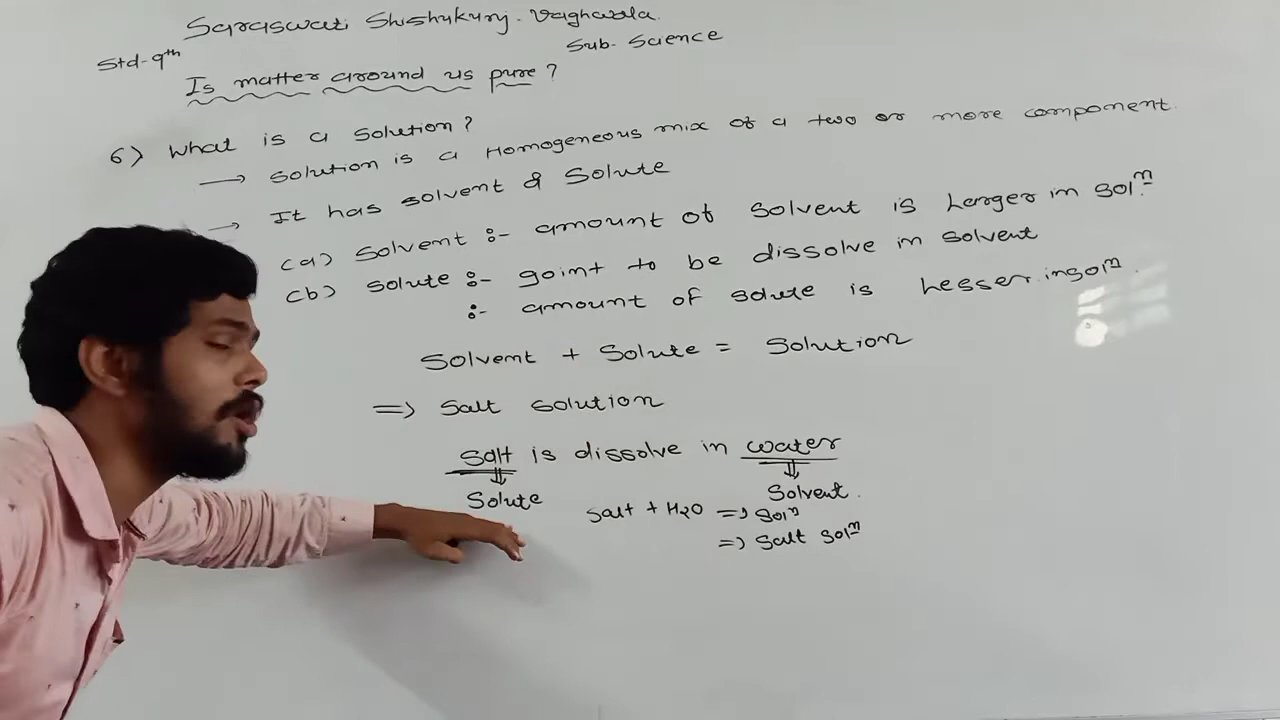 Saraswati Shishukunj. Vaghawala.
Std-9th
Sub- Science
Is matter around us pure ?
6) What is a solution ?
→ Solution is a Homogeneous mix of a two or more component.
→ It has solvent & Solute
(a) Solvent :- amount of solvent is Larger in solⁿ.
(b) Solute :- goint to be dissolve in solvent
:- amount of solute is Lesser in solⁿ.
Solvent + Solute = Solution
=> Salt solution
Salt is dissolve in water
⇓ ⇓
Solute Solvent.
Salt + H2O => Solⁿ
=> Salt Solⁿ